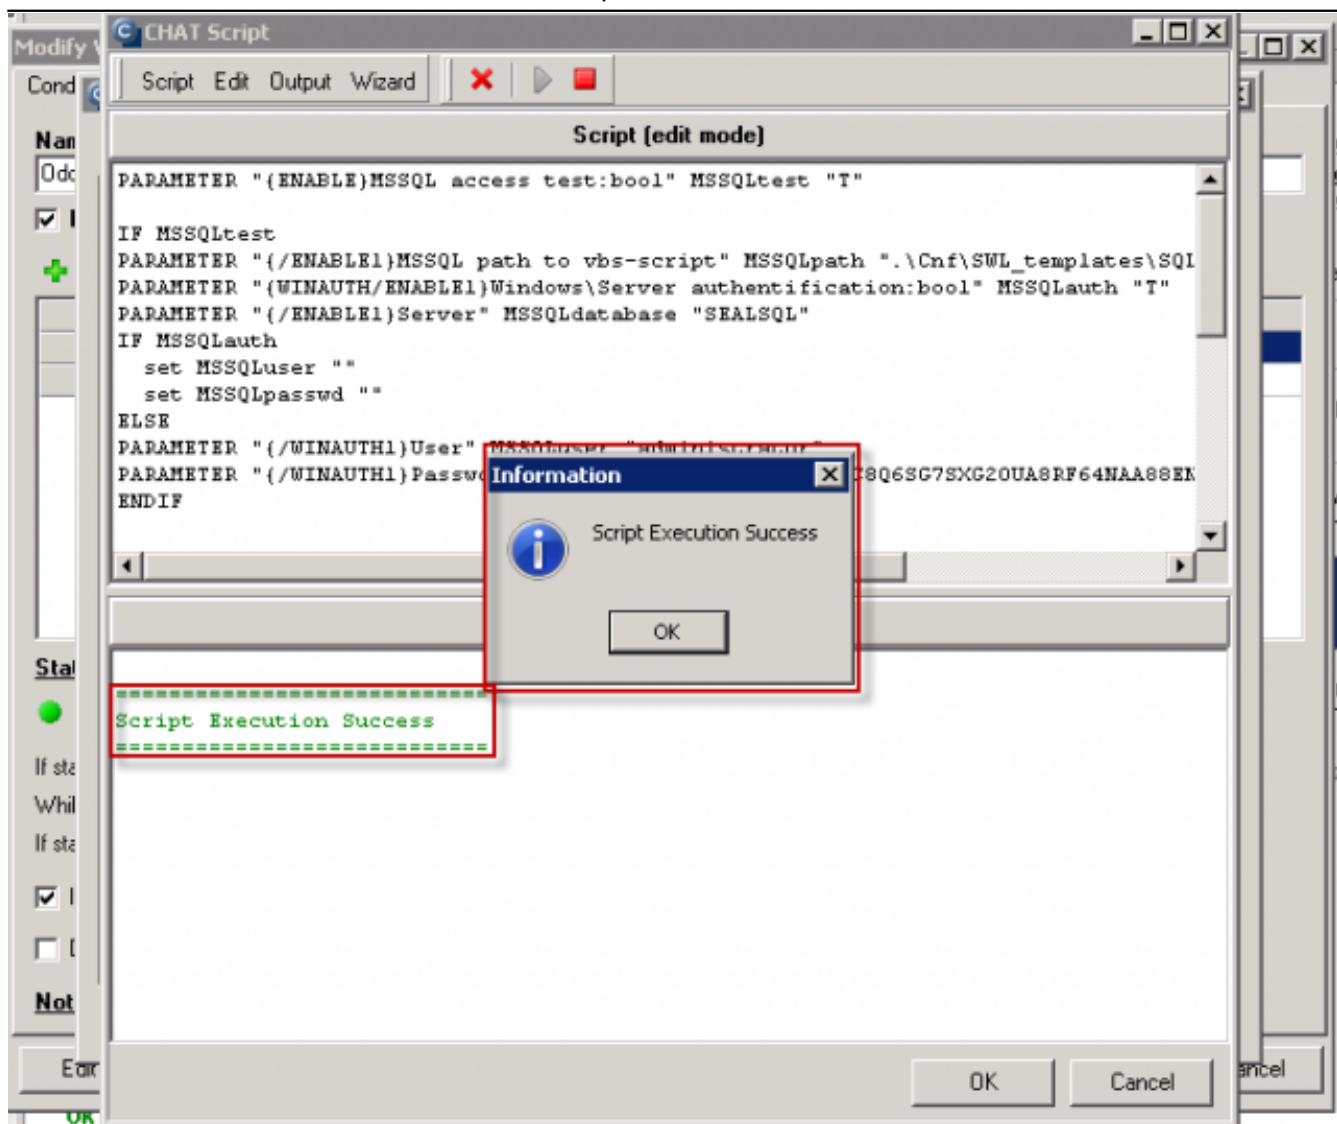 CHAT Script
Modify
Cond
Script Edit Output Wizard
Script (edit mode)
PARAMETER "{ENABLE}MSSQL access test:bool" MSSQLtest "T"
IF MSSQLtest
PARAMETER "{/ENABLE1}MSSQL path to vbs-script" MSSQLpath ".\Cnf\SWL_templates\SQL
PARAMETER "{WINAUTH/ENABLE1}Windows\Server authentification:bool" MSSQLauth "T"
PARAMETER "{/ENABLE1}Server" MSSQLdatabase "SEALSQL"
IF MSSQLauth
set MSSQLuser ""
set MSSQLpasswd ""
ELSE
PARAMETER "{/WINAUTH1}User" MSSQLuser "administrator"
PARAMETER "{/WINAUTH1}Passw
ENDIF
Information
Script Execution Success
OK
===========================
Script Execution Success
===========================
If sta
Whil
If sta
Not
OK
Cancel
ancel
OK